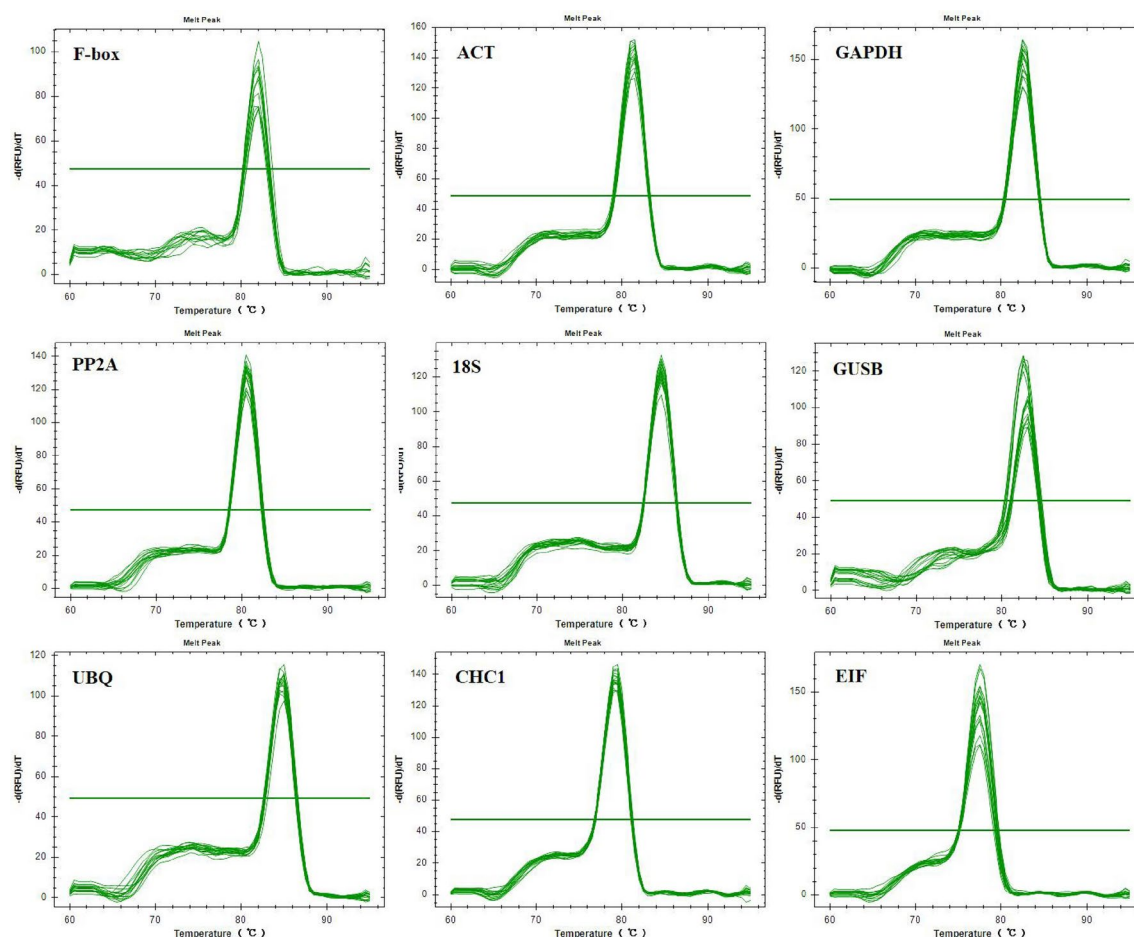 Melt Peak
F-box
-d(RFU)/dT
100
80
60
40
20
0
60 70 80 90
Temperature (℃)
Melt Peak
ACT
-d(RFU)/dT
160
140
120
100
80
60
40
20
0
60 70 80 90
Temperature (℃)
Melt Peak
GAPDH
-d(RFU)/dT
150
100
50
0
60 70 80 90
Temperature (℃)
Melt Peak
PP2A
-d(RFU)/dT
140
120
100
80
60
40
20
0
60 70 80 90
Temperature (℃)
Melt Peak
18S
-d(RFU)/dT
120
100
80
60
40
20
0
60 70 80 90
Temperature (℃)
Melt Peak
GUSB
-d(RFU)/dT
120
100
80
60
40
20
0
60 70 80 90
Temperature (℃)
Melt Peak
UBQ
-d(RFU)/dT
120
100
80
60
40
20
0
60 70 80 90
Temperature (℃)
Melt Peak
CHC1
-d(RFU)/dT
140
120
100
80
60
40
20
0
60 70 80 90
Temperature (℃)
Melt Peak
EIF
-d(RFU)/dT
150
100
50
0
60 70 80 90
Temperature (℃)